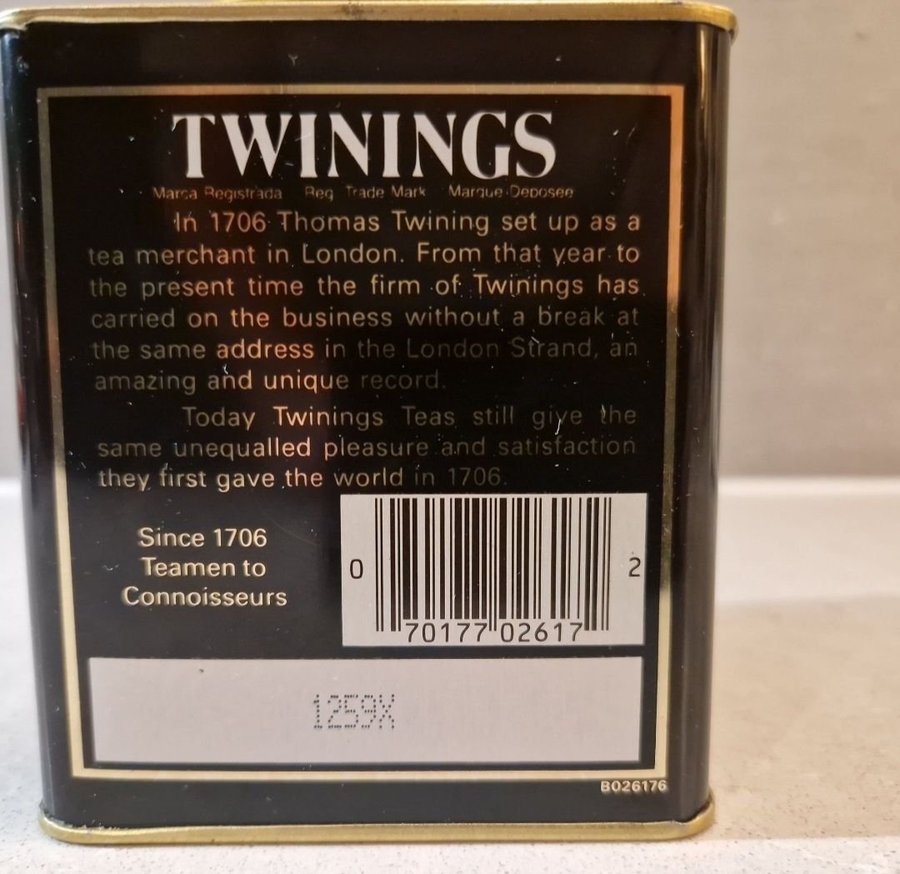 TWININGS
Marca Registrada Reg. Trade Mark Marque Deposee
In 1706 Thomas Twining set up as a
tea merchant in London. From that year to
the present time the firm of Twinings has
carried on the business without a break at
the same address in the London Strand, an
amazing and unique record.
Today Twinings Teas still give the
same unequalled pleasure and satisfaction
they first gave the world in 1706.
Since 1706
Teamen to
Connoisseurs
0 70177 02617 2
1259X
B026176